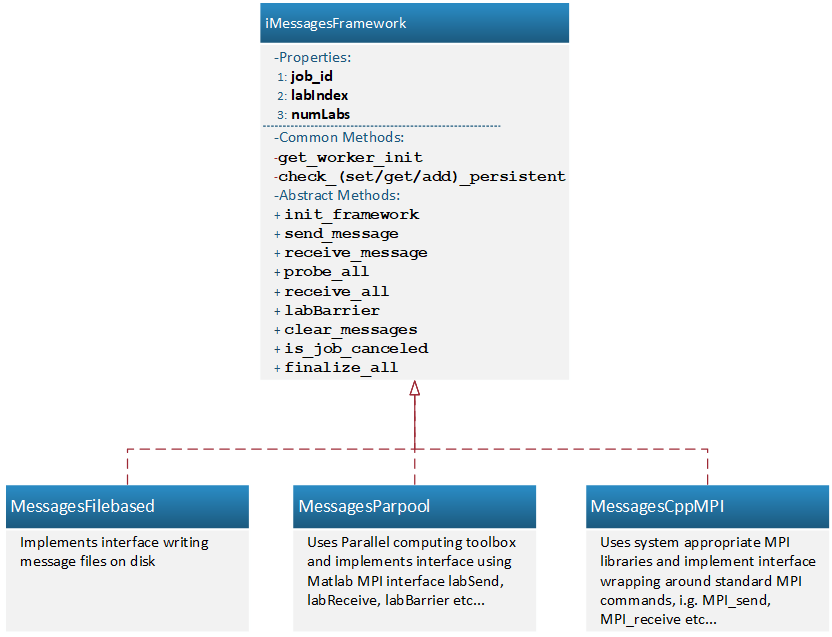 iMessagesFramework
-Properties:
1: job_id
2: labIndex
3: numLabs
-Common Methods:
-get_worker_init
-check_(set/get/add)_persistent
-Abstract Methods:
+ init_framework
+ send_message
+ receive_message
+ probe_all
+ receive_all
+ labBarrier
+ clear_messages
+ is_job_canceled
+ finalize_all
MessagesFilebased
Implements interface writing
message files on disk
MessagesParpool
Uses Parallel computing toolbox
and implements interface using
Matlab MPI interface labSend,
labReceive, labBarrier etc...
MessagesCppMPI
Uses system appropriate MPI
libraries and implement interface
wrapping around standard MPI
commands, i.g. MPI_send,
MPI_receive etc...